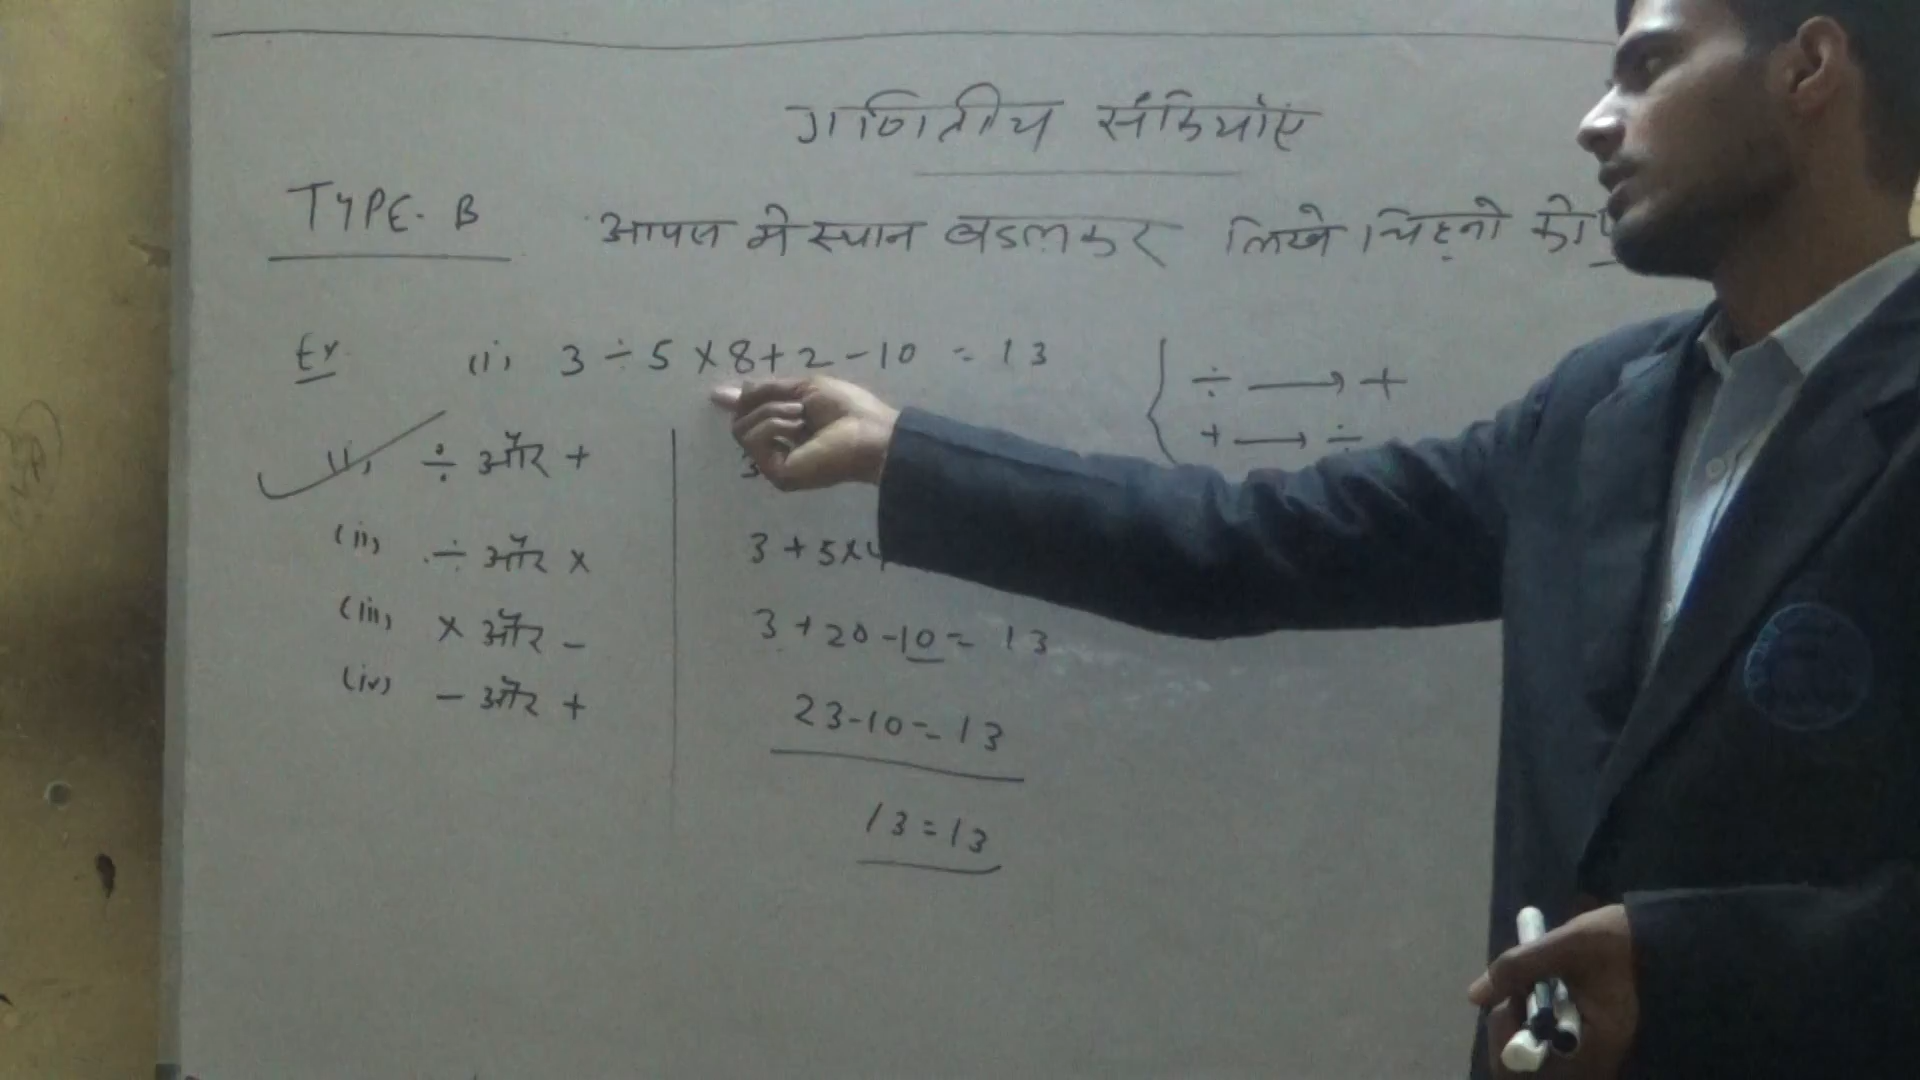 गणितीय संक्रियाएं
TYPE-B आपस मे स्थान बदलकर लिखे चिह्नो को
Ex (i) 3 ÷ 5 × 8 + 2 - 10 = 13
÷ → +
+ → ÷
(i) ÷ और +
(ii) ÷ और ×
(iii) × और -
(iv) - और +
3
3 + 5 × 4
3 + 20 - 10 = 13
23 - 10 = 13
13 = 13